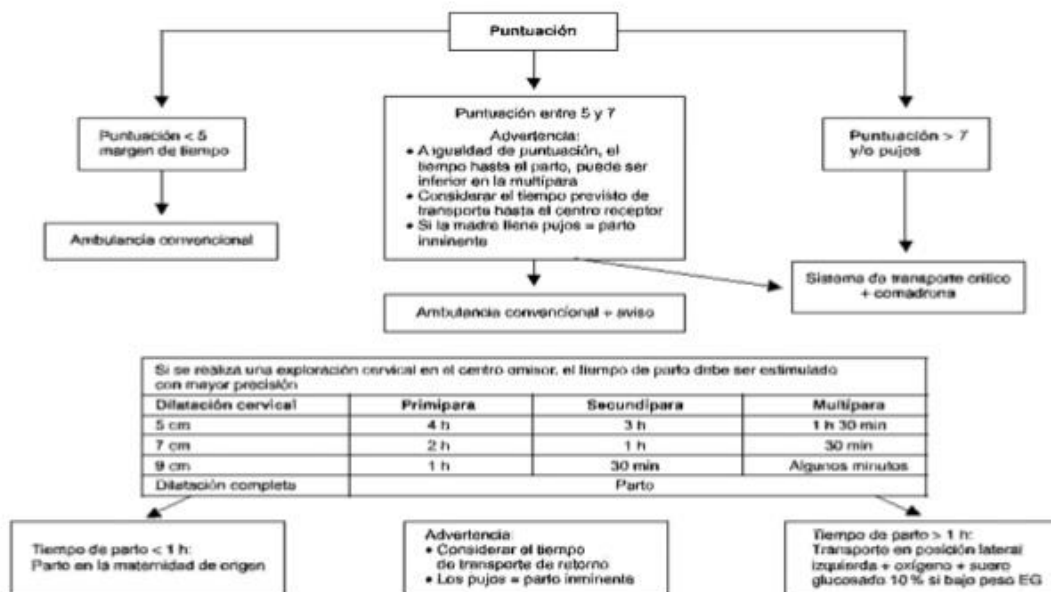 Puntuación
Puntuación < 5
margen de tiempo
Ambulancia convencional
Puntuación entre 5 y 7
Advertencia:
• A igualdad de puntuación, el
tiempo hasta el parto, puede ser
inferior en la multípara
• Considerar el tiempo previsto de
transporte hasta el centro receptor
• Si la madre tiene pujos = parto
inminente
Ambulancia convencional + aviso
Puntuación > 7
y/o pujos
Sistema de transporte crítico
+ comadrona
Si se realiza una exploración cervical en el centro emisor, el tiempo de parto debe ser estimulado
con mayor precisión
Dilatación cervical Primípara Secundípara Multípara
5 cm 4 h 3 h 1 h 30 min
7 cm 2 h 1 h 30 min
9 cm 1 h 30 min Algunos minutos
Dilatación completa Parto
Tiempo de parto < 1 h:
Parto en la maternidad de origen
Advertencia:
• Considerar el tiempo
de transporte de retorno
• Los pujos = parto inminente
Tiempo de parto > 1 h:
Transporte en posición lateral
izquierda + oxígeno + suero
glucosado 10 % si bajo peso EG